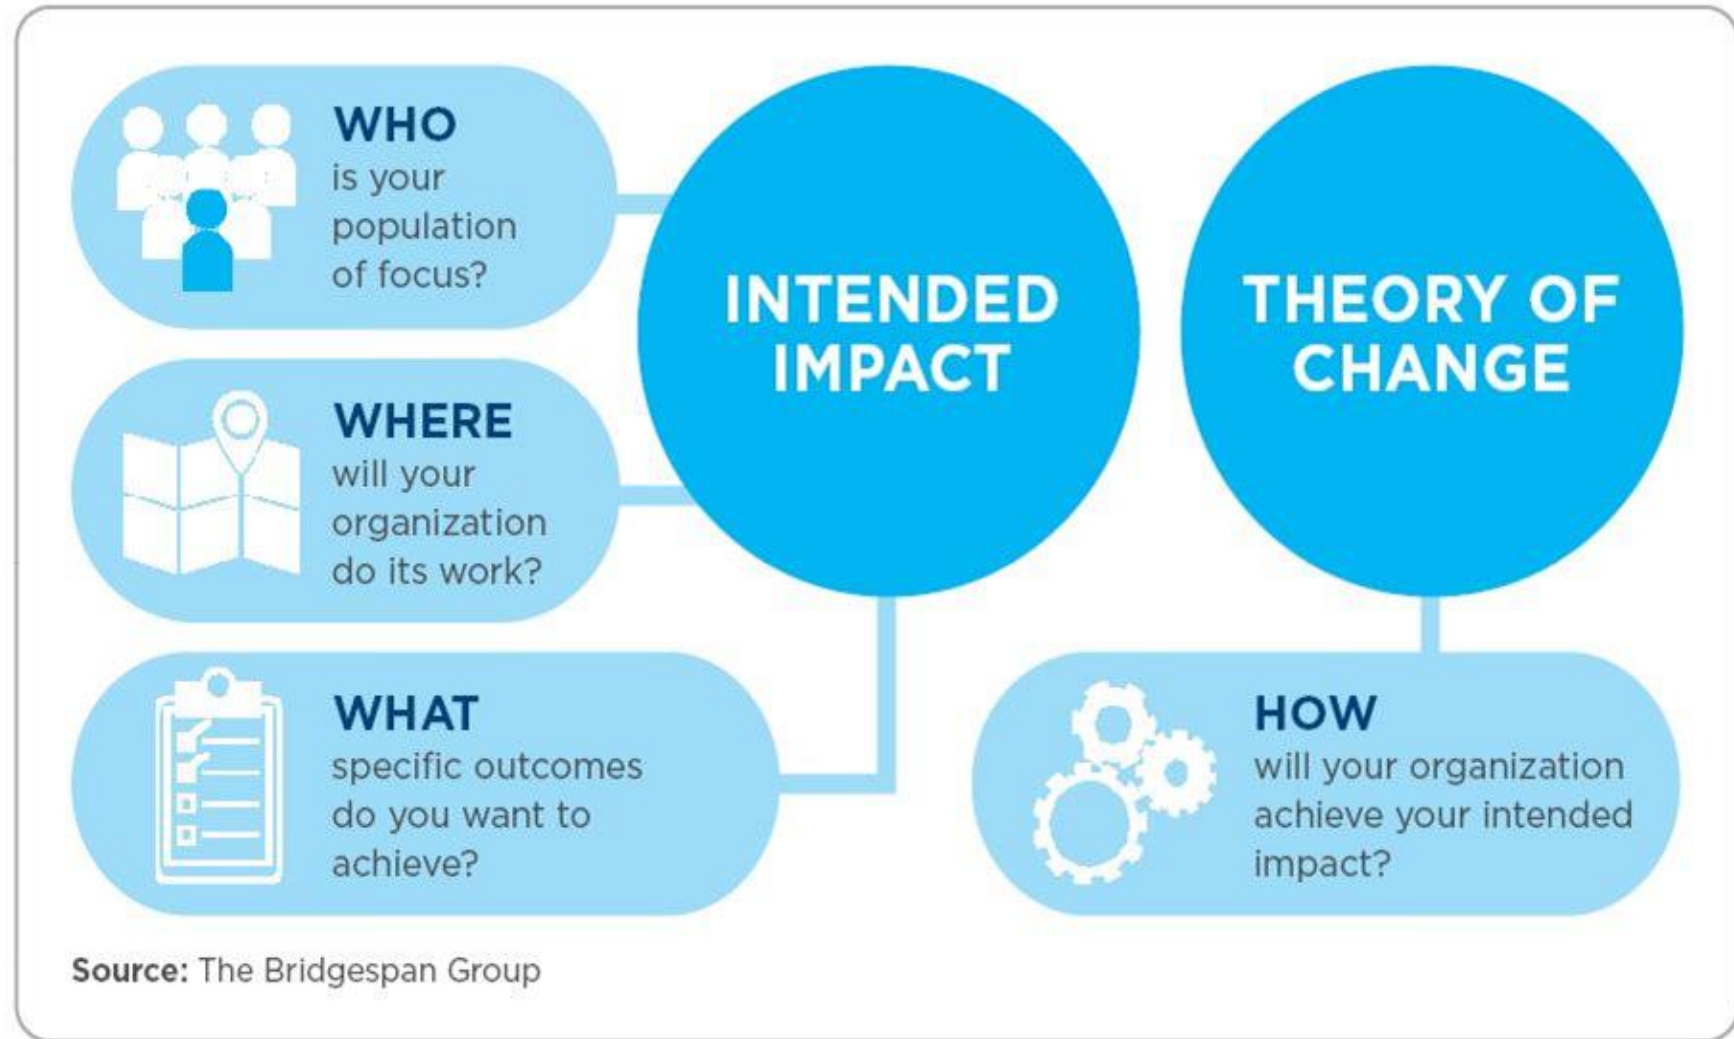 WHO
is your
population
of focus?
WHERE
will your
organization
do its work?
WHAT
specific outcomes
do you want to
achieve?
INTENDED
IMPACT
THEORY OF
CHANGE
HOW
will your organization
achieve your intended
impact?
Source: The Bridgespan Group